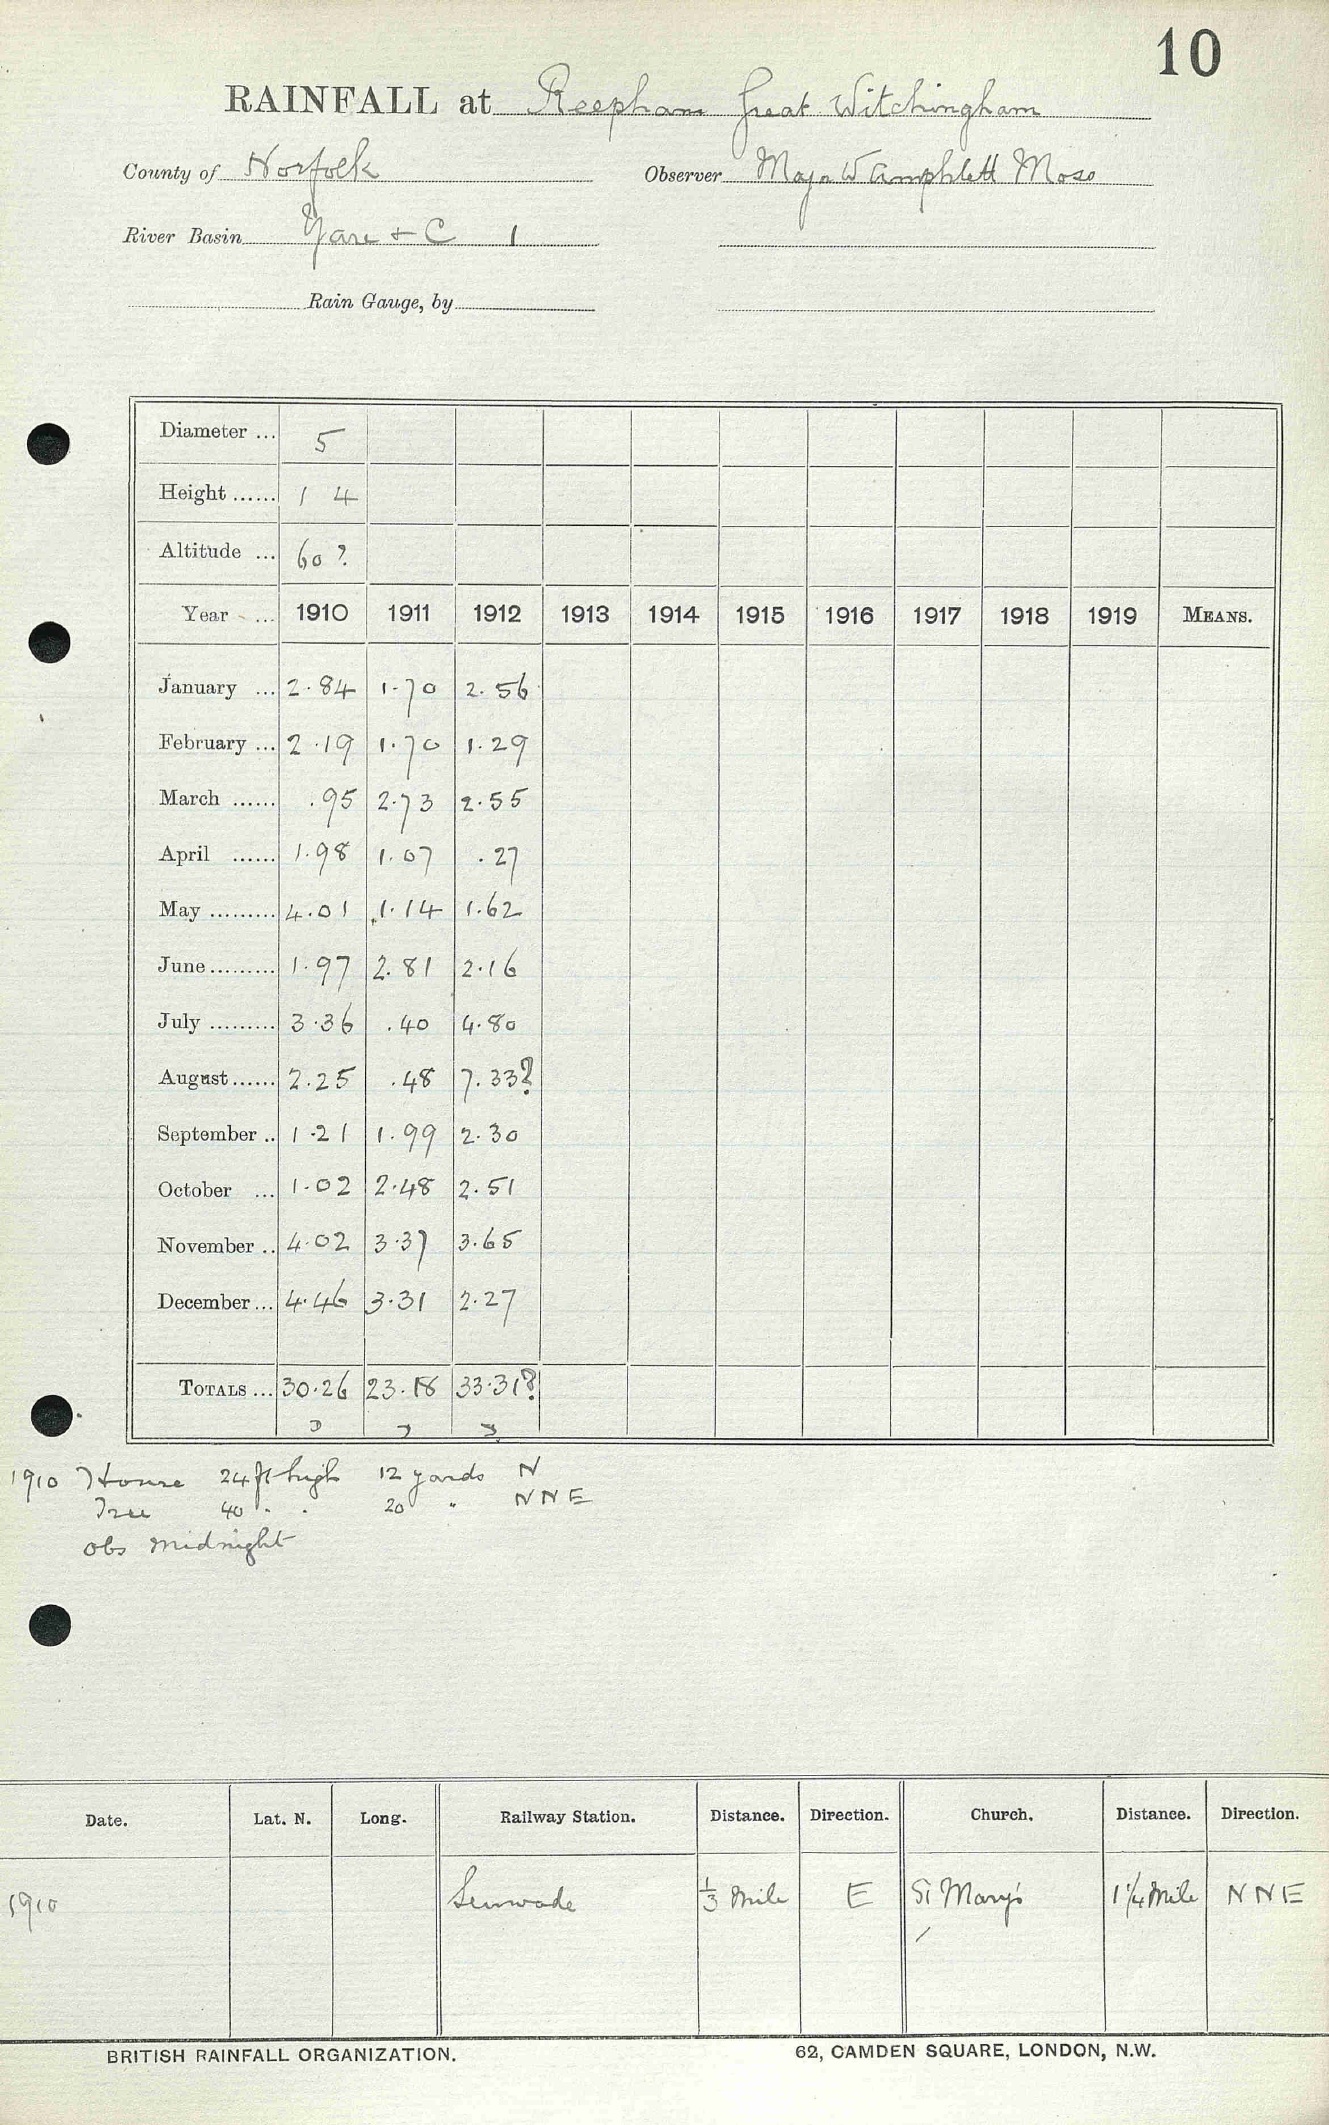 10
RAINFALL at Reepham Great Witchingham
County of Norfolk Observer Major W Amphlett Moss
River Basin Yare & C 1
Rain Gauge, by
Diameter ... 5
Height ...... 1 4
Altitude ... 60 ?
Year ... 1910 1911 1912 1913 1914 1915 1916 1917 1918 1919 MEANS.
January ... 2.84 1.70 2.56
February ... 2.19 1.70 1.29
March ...... .95 2.73 2.55
April ...... 1.98 1.07 .27
May ......... 4.01 1.14 1.62
June ......... 1.97 2.81 2.16
July ......... 3.36 .40 4.80
August ...... 2.25 .48 7.33?
September .. 1.21 1.99 2.30
October ... 1.02 2.48 2.51
November .. 4.02 3.37 3.65
December ... 4.46 3.31 2.27
TOTALS ... 30.26 23.18 33.31?
1910 House 24 ft high 12 yards N
Tree 40 " " 20 " NNE
obs midnight
Date. Lat. N. Long. Railway Station. Distance. Direction. Church. Distance. Direction.
1910 Lenwade 1/3 Mile E St Mary's 1 1/4 Mile NNE
BRITISH RAINFALL ORGANIZATION. 62, CAMDEN SQUARE, LONDON, N.W.